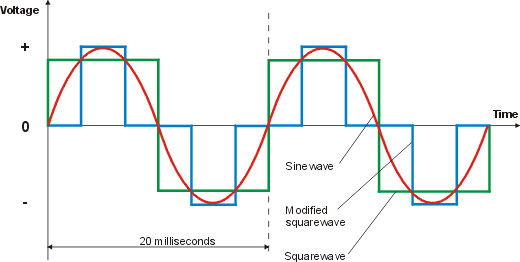 Voltage
+
0
Time
-
Sinewave
Modified
squarewave
Squarewave
20 milliseconds